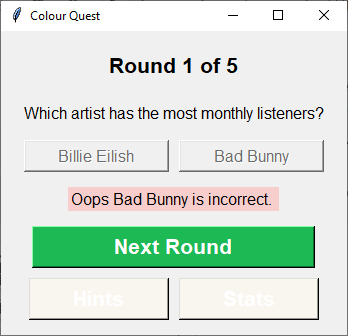 Colour Quest
Round 1 of 5
Which artist has the most monthly listeners?
Billie Eilish Bad Bunny
Oops Bad Bunny is incorrect.
Next Round
Hints Stats